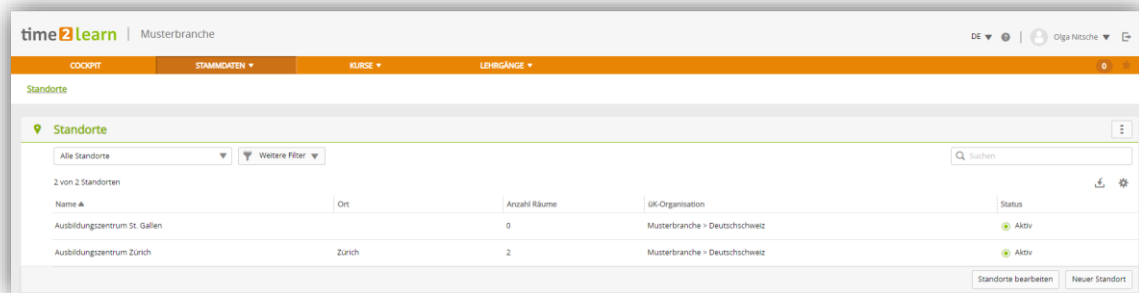 time2learn | Musterbranche
DE ▼ | Olga Nitsche ▼
COCKPIT STAMMDATEN ▼ KURSE ▼ LEHRGÄNGE ▼ 0
Standorte
Standorte
Alle Standorte ▼ Weitere Filter ▼ Suchen
2 von 2 Standorten
Name ▲ Ort Anzahl Räume üK-Organisation Status
Ausbildungszentrum St. Gallen 0 Musterbranche > Deutschschweiz Aktiv
Ausbildungszentrum Zürich Zürich 2 Musterbranche > Deutschschweiz Aktiv
Standorte bearbeiten Neuer Standort